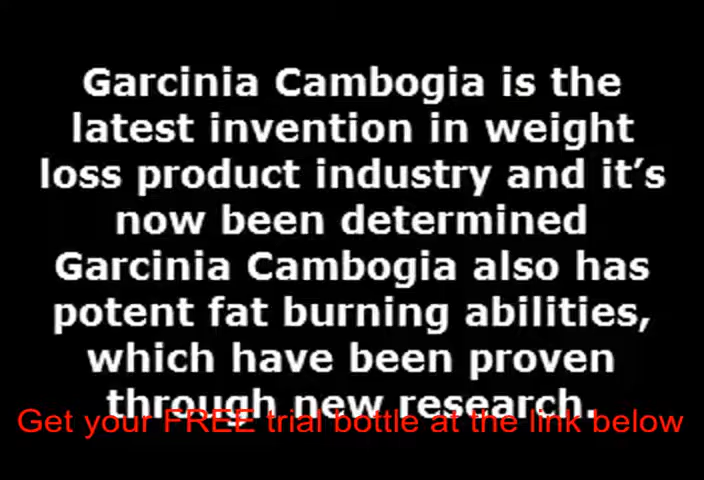 Garcinia Cambogia is the
latest invention in weight
loss product industry and it’s
now been determined
Garcinia Cambogia also has
potent fat burning abilities,
which have been proven
through new research.
Get your FREE trial bottle at the link below